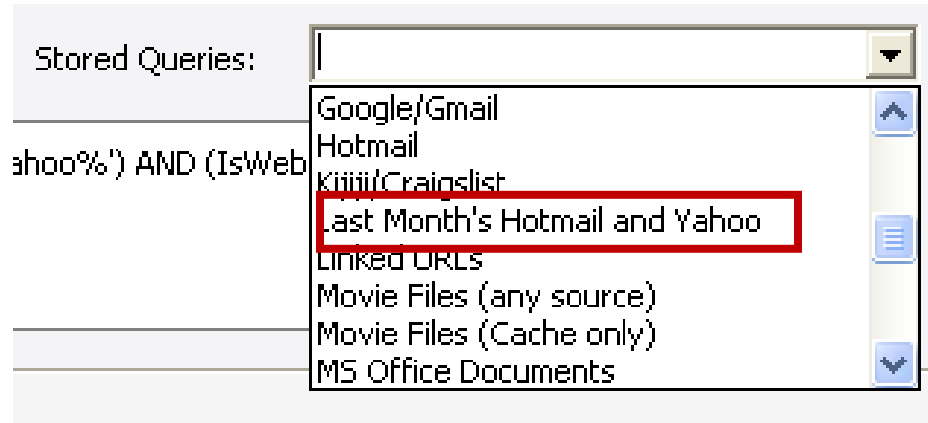 Stored Queries:
Google/Gmail
Hotmail
ahoo%') AND (IsWeb
Kijiji/Craigslist
Last Month's Hotmail and Yahoo
Linked URLs
Movie Files (any source)
Movie Files (Cache only)
MS Office Documents